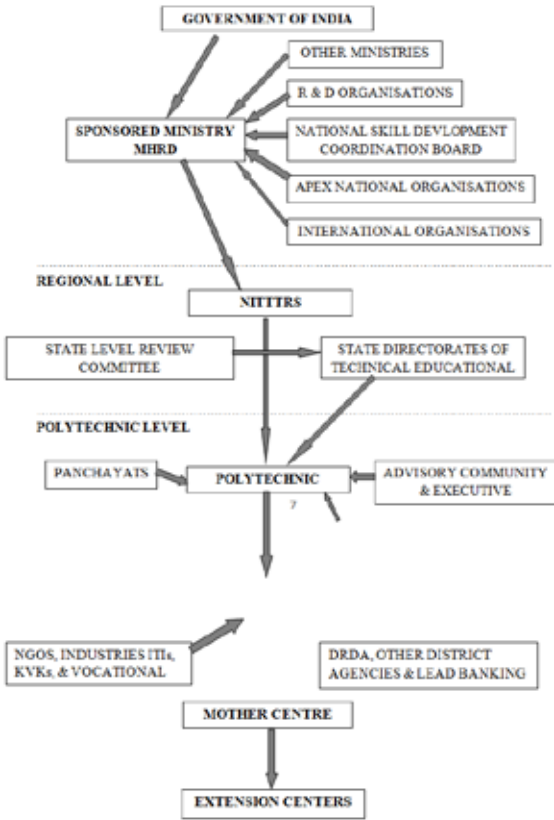 GOVERNMENT OF INDIA
OTHER MINISTRIES
R & D ORGANISATIONS
SPONSORED MINISTRY
MHRD
NATIONAL SKILL DEVLOPMENT
COORDINATION BOARD
APEX NATIONAL ORGANISATIONS
INTERNATIONAL ORGANISATIONS
REGIONAL LEVEL
NITTTRS
STATE LEVEL REVIEW
COMMITTEE
STATE DIRECTORATES OF
TECHNICAL EDUCATIONAL
POLYTECHNIC LEVEL
PANCHAYATS
POLYTECHNIC
ADVISORY COMMUNITY
& EXECUTIVE
7
NGOS, INDUSTRIES ITIs,
KVKs, & VOCATIONAL
DRDA, OTHER DISTRICT
AGENCIES & LEAD BANKING
MOTHER CENTRE
EXTENSION CENTERS